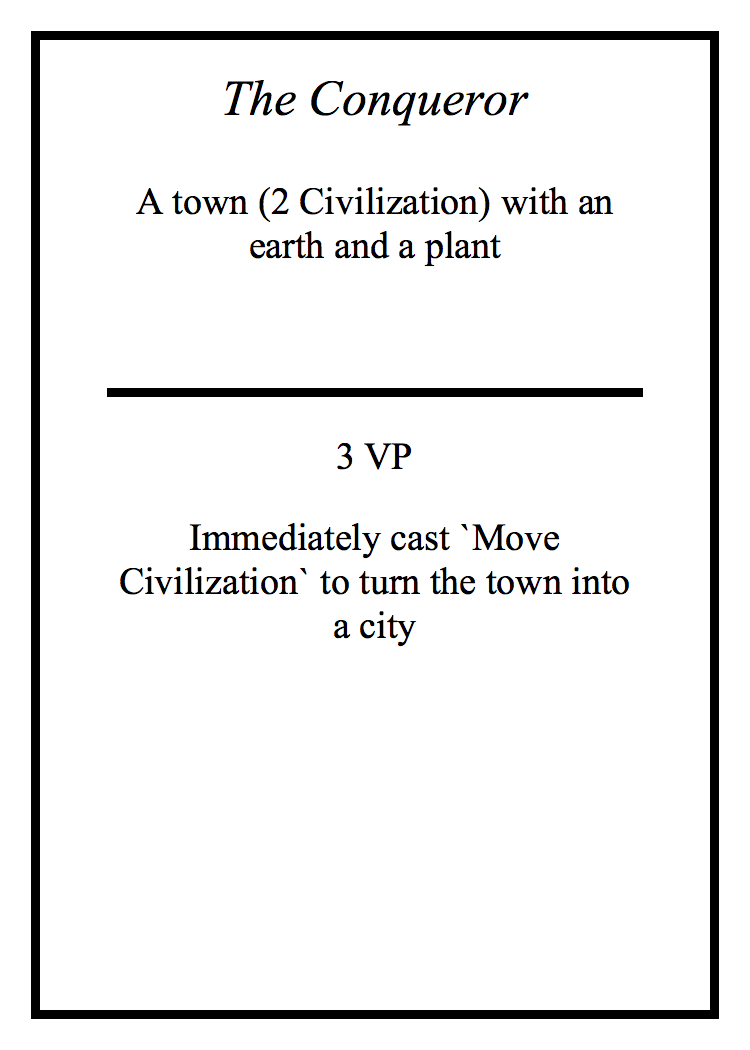 The Conqueror
A town (2 Civilization) with an
earth and a plant
3 VP
Immediately cast `Move
Civilization` to turn the town into
a city